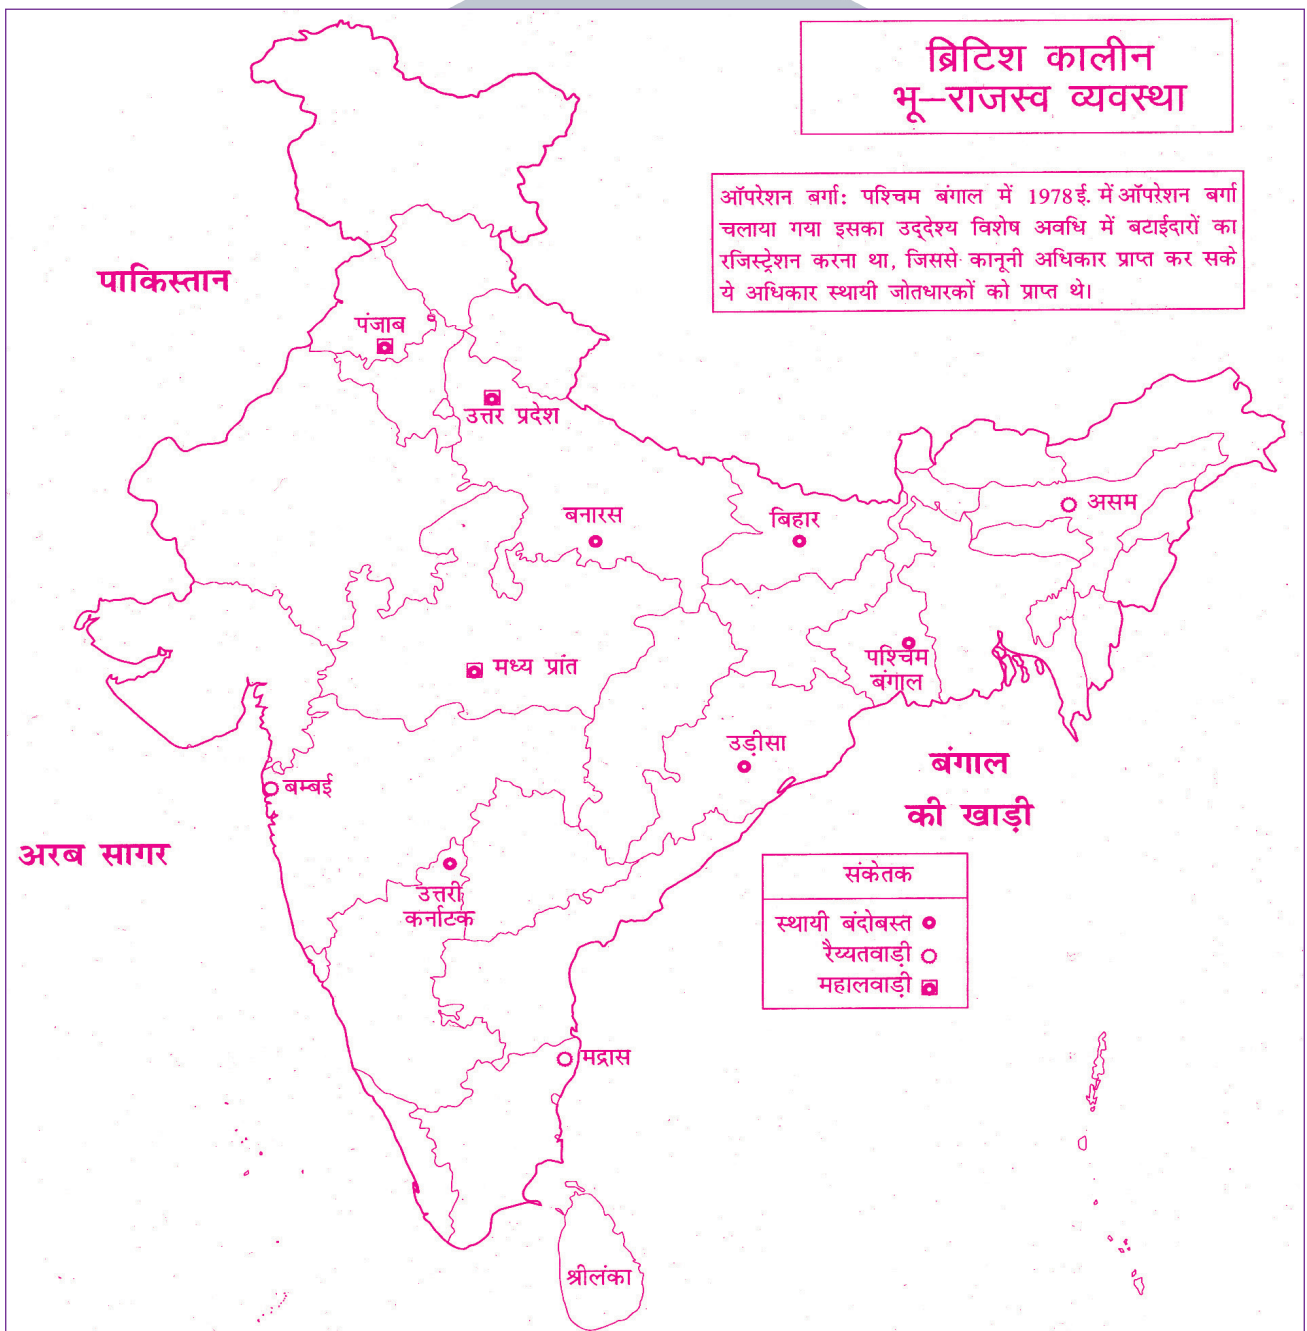 ब्रिटिश कालीन
भू–राजस्व व्यवस्था
ऑपरेशन बर्गा: पश्चिम बंगाल में 1978ई. में ऑपरेशन बर्गा
चलाया गया इसका उद्देश्य विशेष अवधि में बटाईदारों का
रजिस्ट्रेशन करना था, जिससे कानूनी अधिकार प्राप्त कर सके
ये अधिकार स्थायी जोतधारकों को प्राप्त थे।
पाकिस्तान
पंजाब
उत्तर प्रदेश
बनारस
बिहार
असम
मध्य प्रांत
पश्चिम
बंगाल
उड़ीसा
बंगाल
की खाड़ी
बम्बई
अरब सागर
उत्तरी
कर्नाटक
संकेतक
स्थायी बंदोबस्त
रैय्यतवाड़ी
महालवाड़ी
मद्रास
श्रीलंका